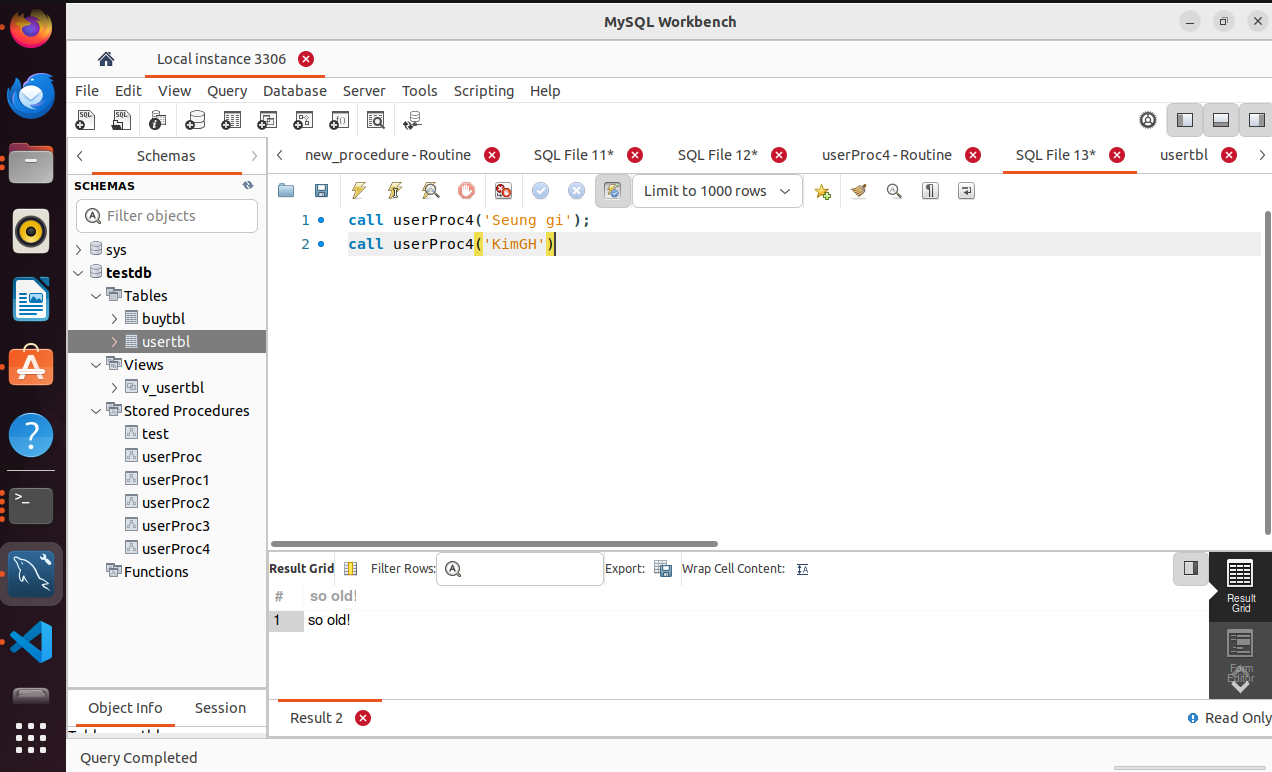 MySQL Workbench
Local instance 3306
File Edit View Query Database Server Tools Scripting Help
Schemas
new_procedure - Routine SQL File 11* SQL File 12* userProc4 - Routine SQL File 13* usertbl
SCHEMAS
Filter objects
Limit to 1000 rows
1 call userProc4('Seung gi');
2 call userProc4('KimGH')
sys
testdb
Tables
buytbl
usertbl
Views
v_usertbl
Stored Procedures
test
userProc
userProc1
userProc2
userProc3
userProc4
Functions
Result Grid Filter Rows: Export: Wrap Cell Content:
# so old!
1 so old!
Result
Grid
Form
Editor
Object Info Session
Result 2
Read Only
Query Completed